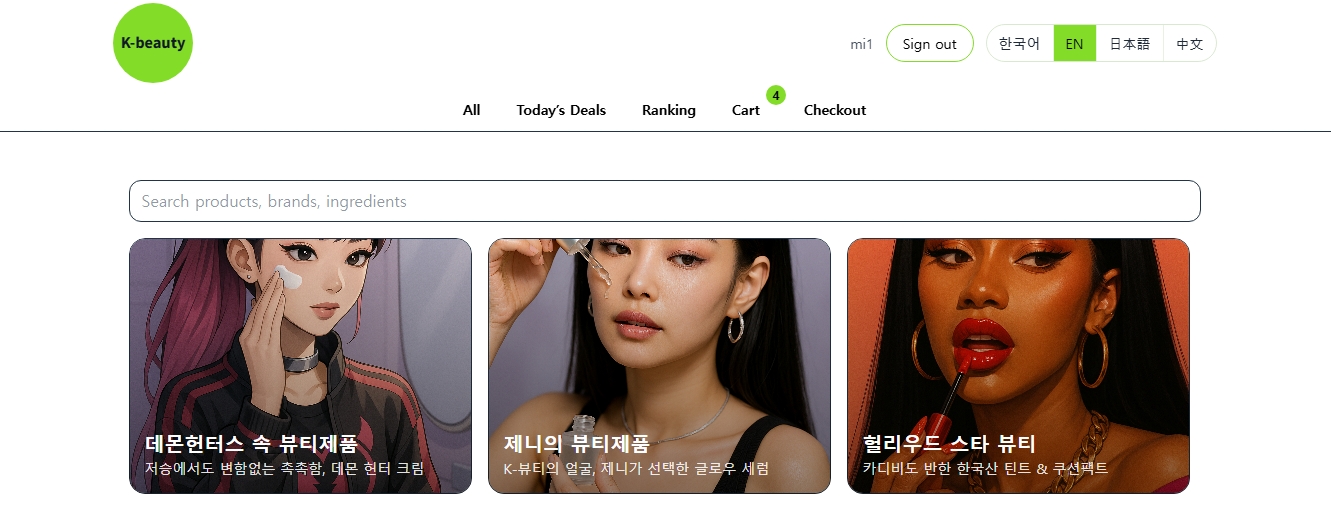 K-beauty
mi1
Sign out
한국어
EN
日本語
中文
All
Today's Deals
Ranking
Cart
4
Checkout
Search products, brands, ingredients
데몬헌터스 속 뷰티제품
저승에서도 변함없는 촉촉함, 데몬 헌터 크림
제니의 뷰티제품
K-뷰티의 얼굴, 제니가 선택한 글로우 세럼
헐리우드 스타 뷰티
카디비도 반한 한국산 틴트 & 쿠션팩트